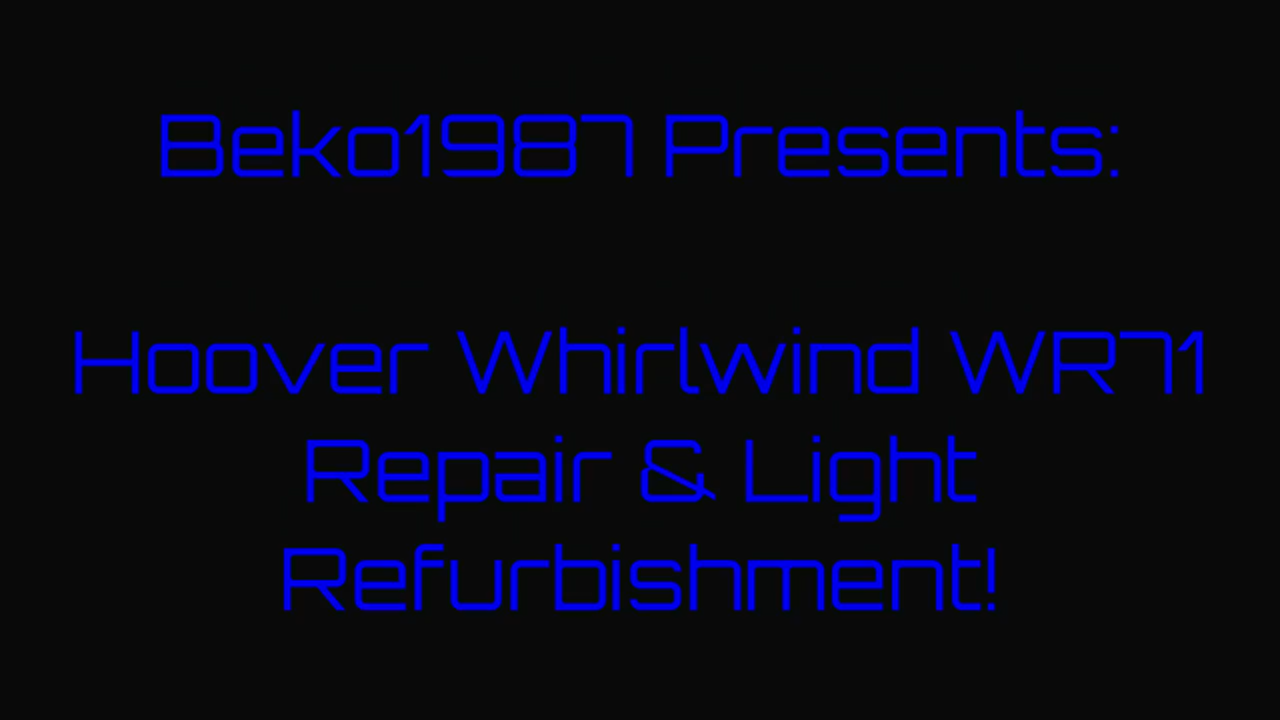 Beko1987 Presents:
Hoover Whirlwind WR71
Repair & Light
Refurbishment!